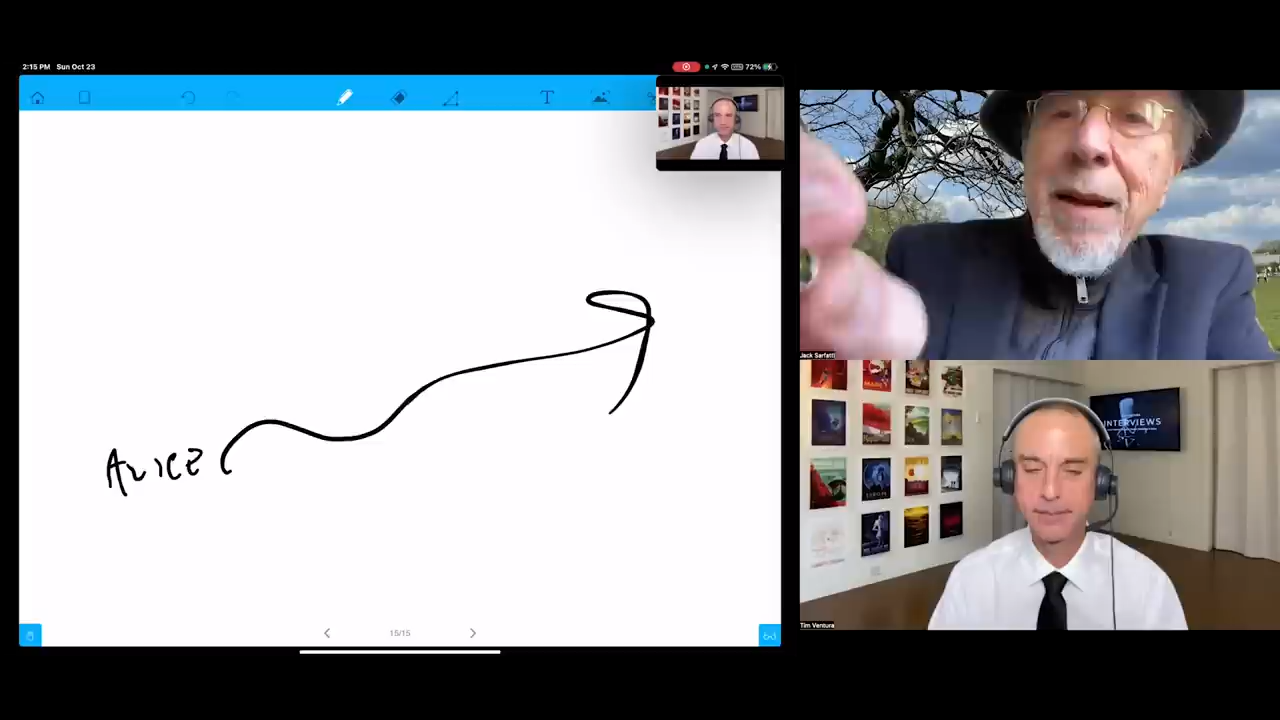 2:15 PM Sun Oct 23
72%
T
ALICE
15/15
Jack Sarfatti
INTERVIEWS
Tim Ventura